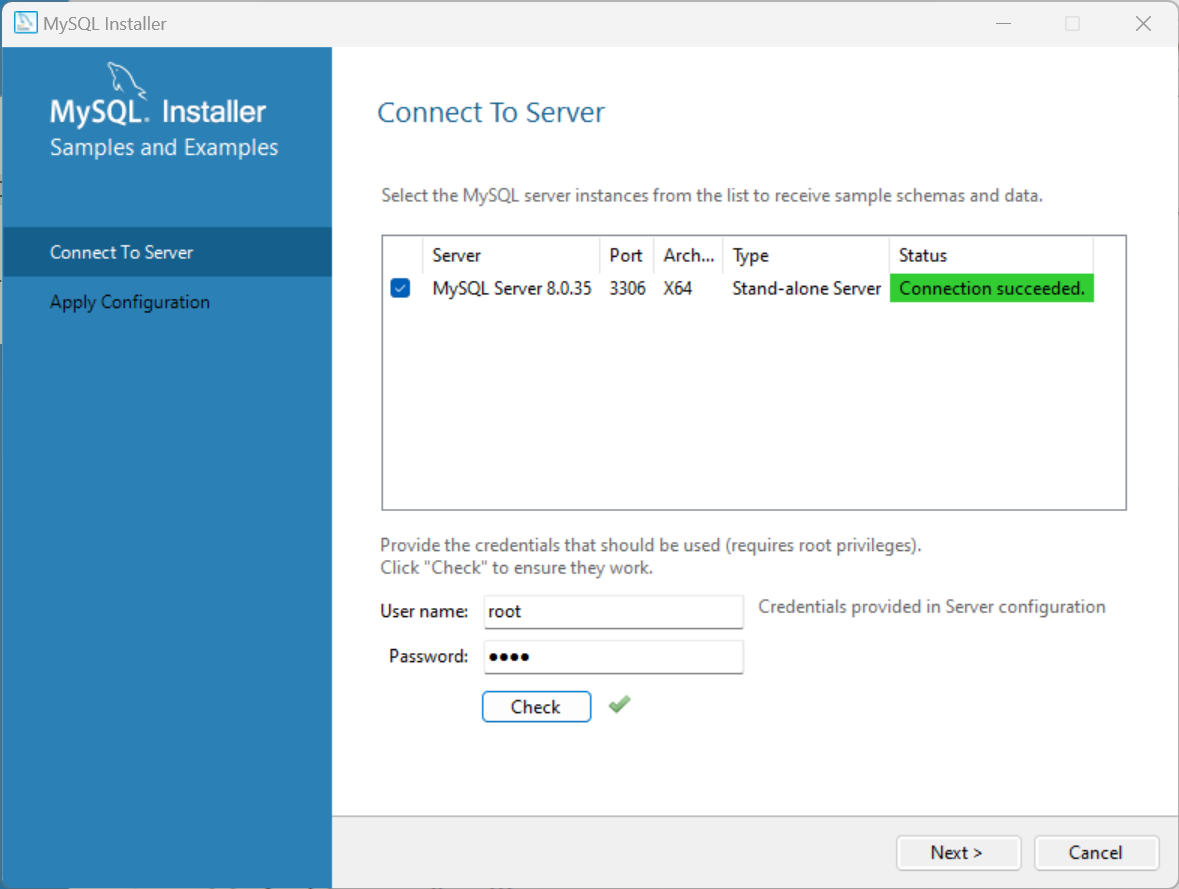 MySQL Installer
MySQL. Installer
Samples and Examples
Connect To Server
Apply Configuration
Connect To Server
Select the MySQL server instances from the list to receive sample schemas and data.
Server Port Arch... Type Status
MySQL Server 8.0.35 3306 X64 Stand-alone Server Connection succeeded.
Provide the credentials that should be used (requires root privileges).
Click "Check" to ensure they work.
User name: root Credentials provided in Server configuration
Password: ●●●●
Check
Next > Cancel